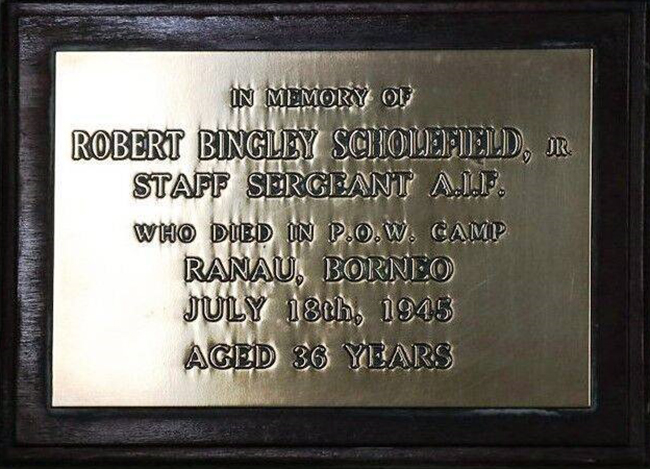 IN MEMORY OF
ROBERT BINGLEY SCHOLEFIELD, JR.
STAFF SERGEANT A.I.F.
WHO DIED IN P.O.W. CAMP
RANAU, BORNEO
JULY 18th, 1945
AGED 36 YEARS